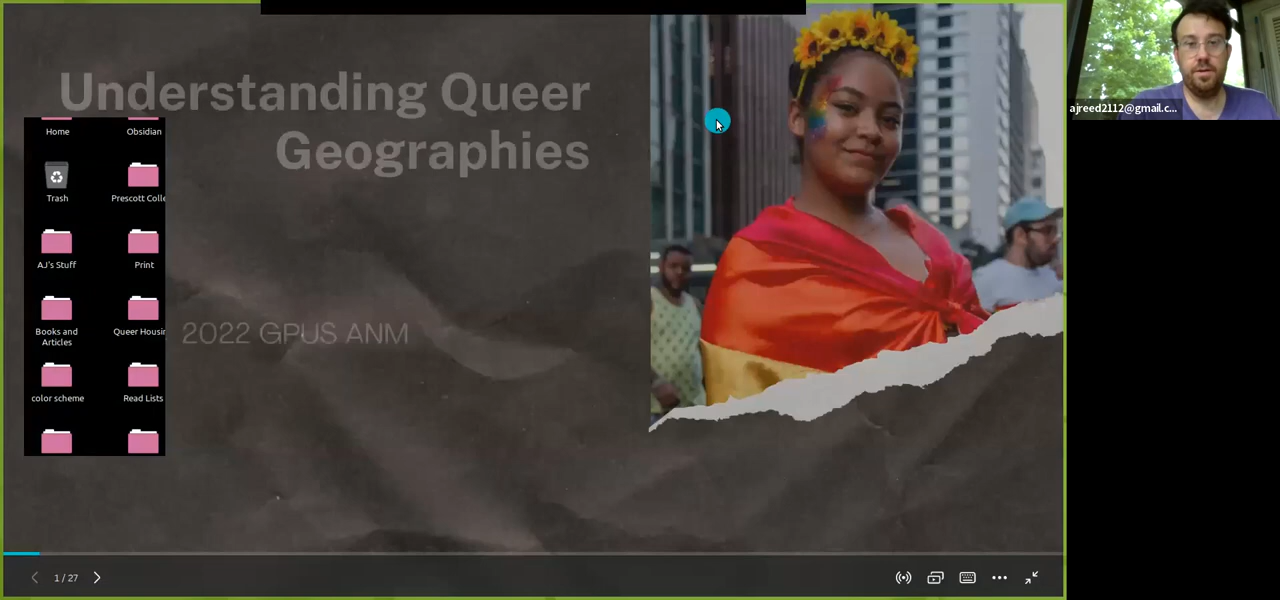 Understanding Queer
Geographies
2022 GPUS ANM
Home
Obsidian
Trash
Prescott Colle
AJ's Stuff
Print
Books and
Articles
Queer Housin
color scheme
Read Lists
1 / 27
ajreed2112@gmail.c...